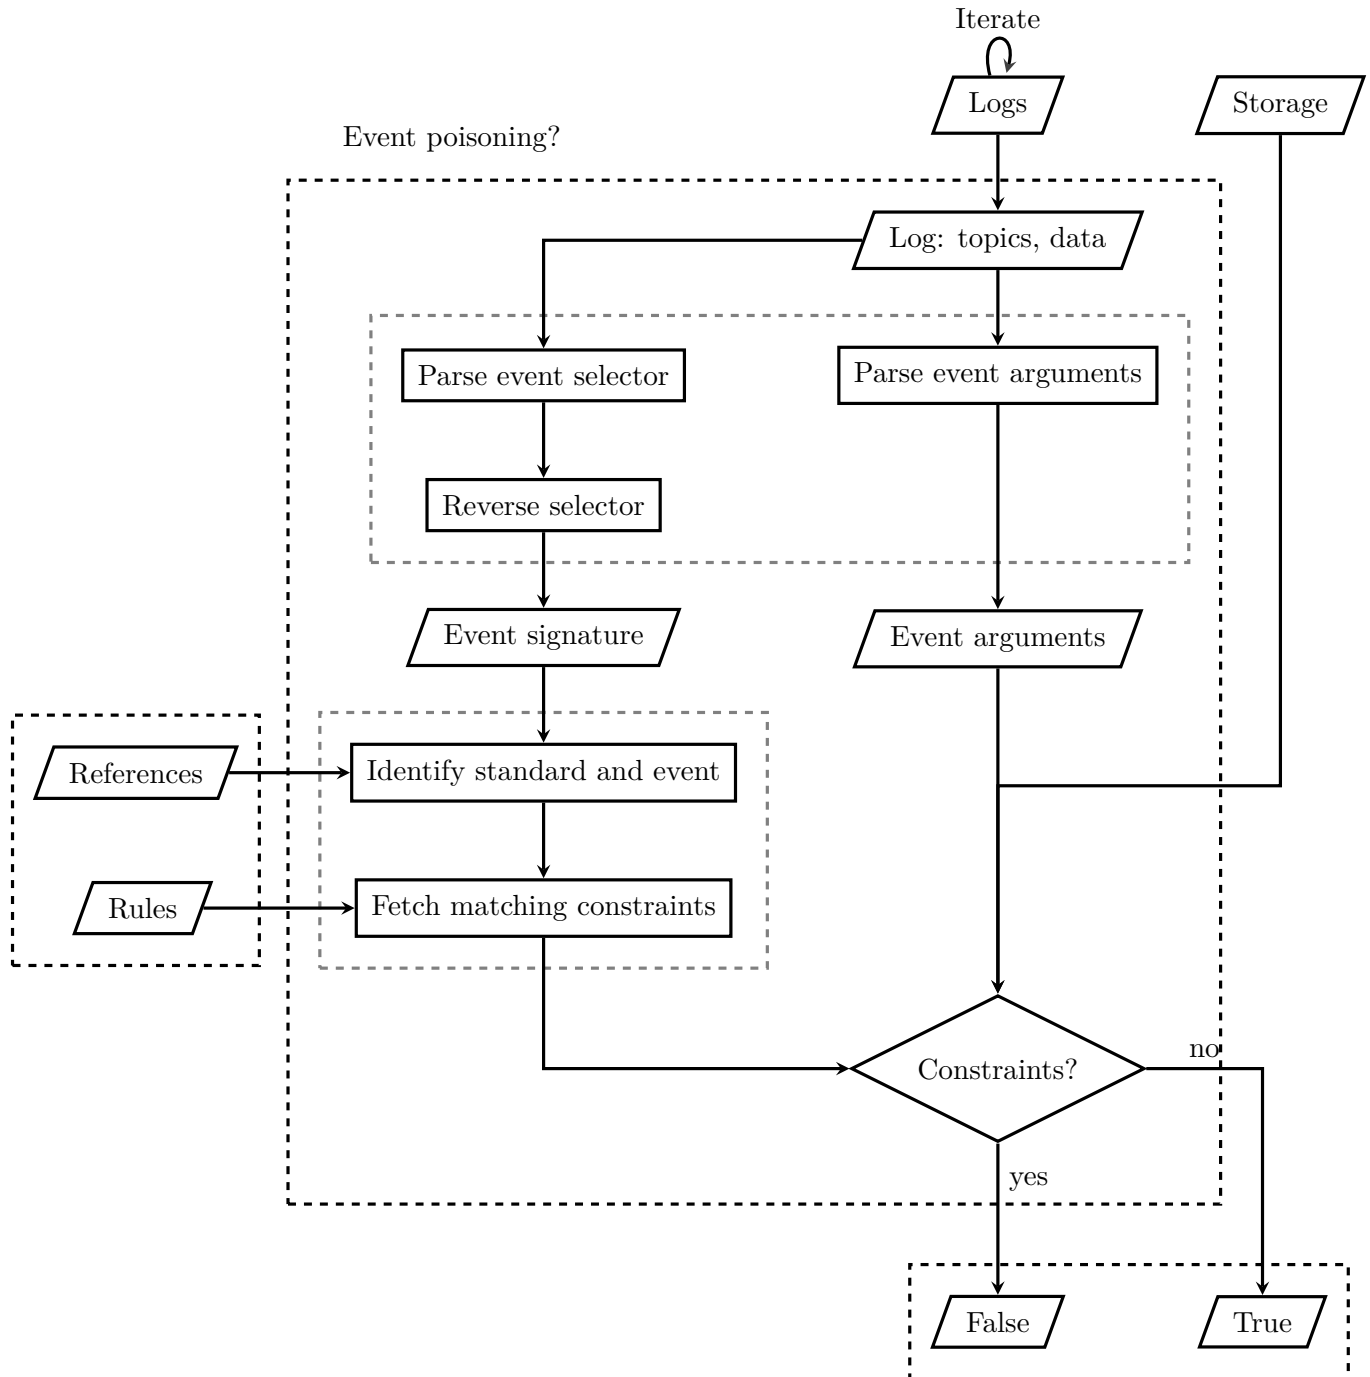 Iterate
Logs
Storage
Event poisoning?
Log: topics, data
Parse event selector
Parse event arguments
Reverse selector
Event signature
Event arguments
References
Identify standard and event
Rules
Fetch matching constraints
Constraints?
no
yes
False
True